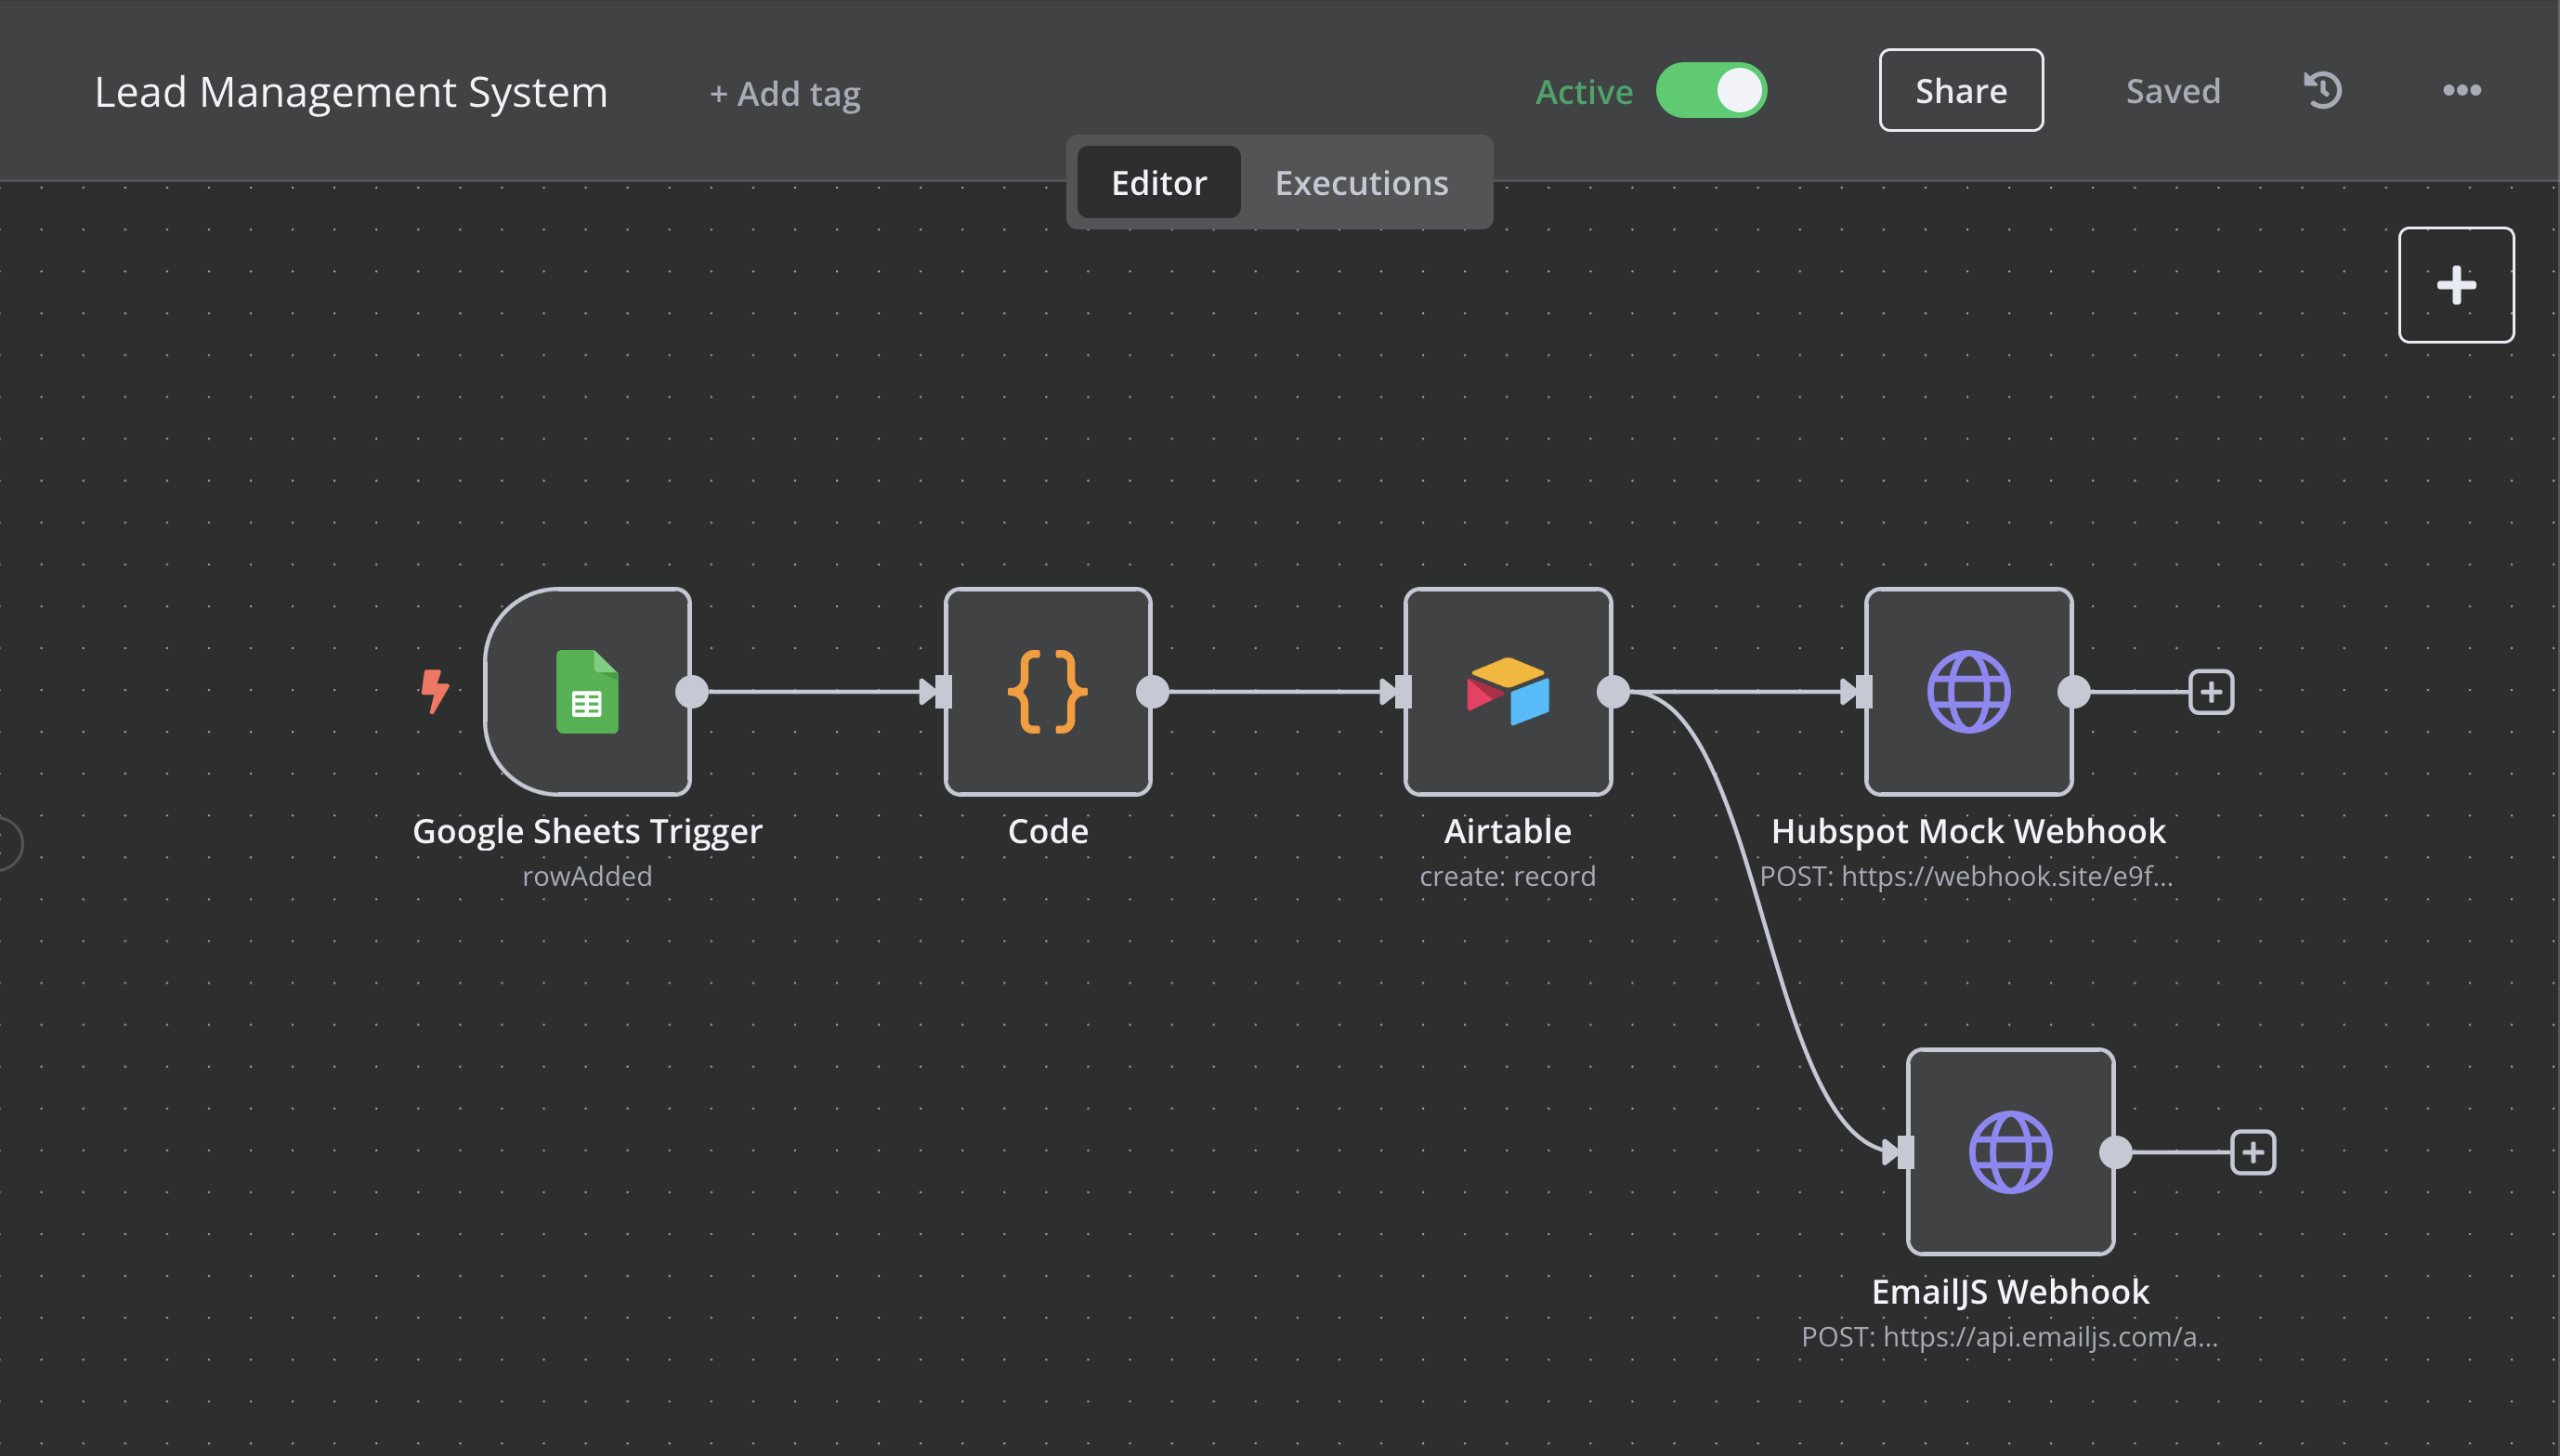 Lead Management System
+ Add tag
Active
Share
Saved
Editor
Executions
Google Sheets Trigger
rowAdded
Code
Airtable
create: record
Hubspot Mock Webhook
POST: https://webhook.site/e9f...
EmailJS Webhook
POST: https://api.emailjs.com/a...